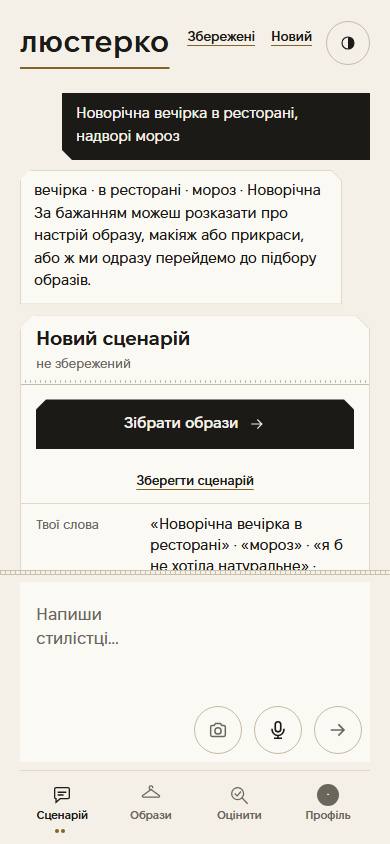 люстерко
Збережені
Новий
Новорічна вечірка в ресторані,
надворі мороз
вечірка · в ресторані · мороз · Новорічна
За бажанням можеш розказати про
настрій образу, макіяж або прикраси,
або ж ми одразу перейдемо до підбору
образів.
Новий сценарій
не збережений
Зібрати образи →
Зберегти сценарій
Твої слова
«Новорічна вечірка в
ресторані» · «мороз» · «я б
не хотіла натуральне» ·
Напиши
стилістці...
Сценарій
Образи
Оцінити
Профіль